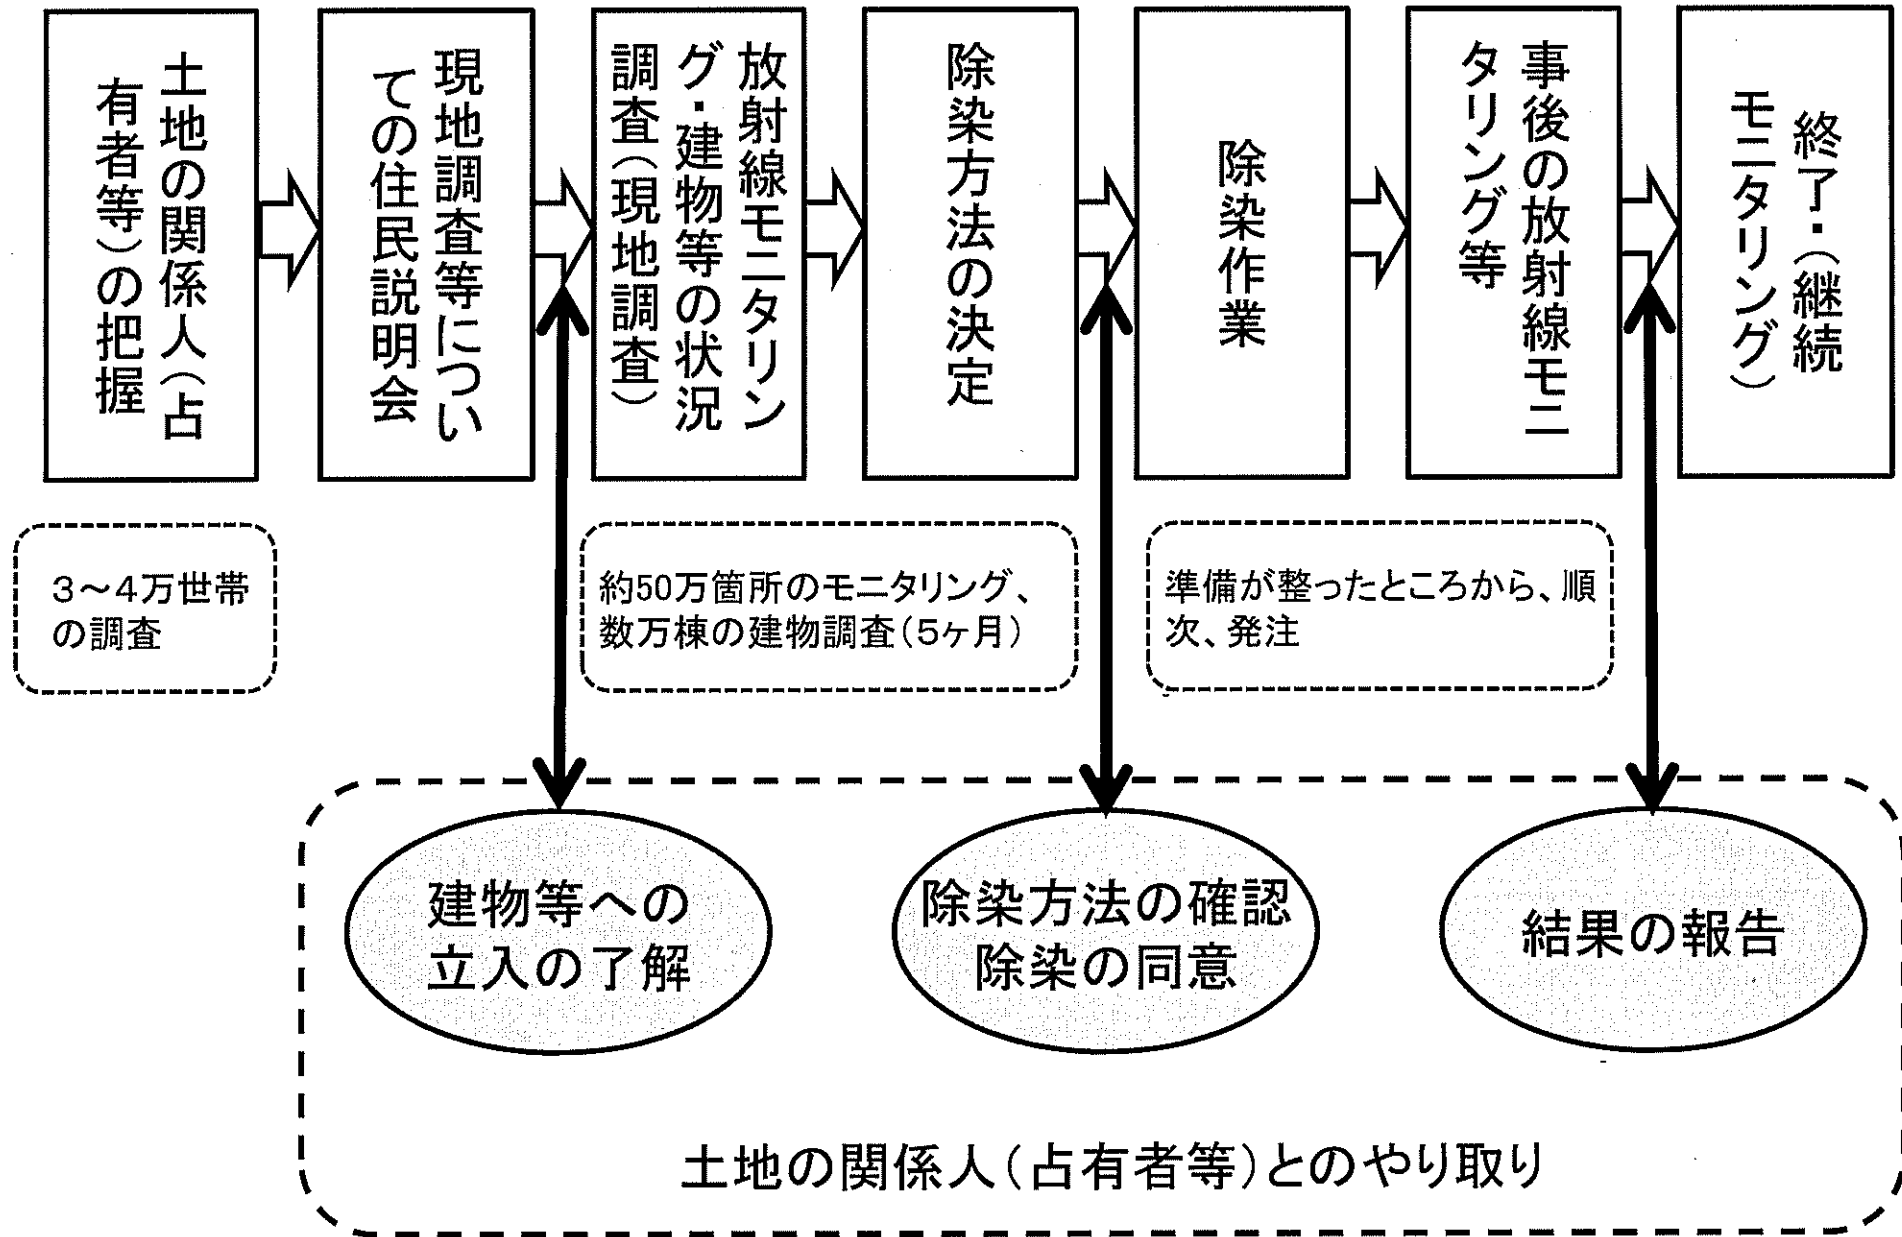 土地の関係人（占
有者等）の把握
現地調査等につい
ての住民説明会
放射線モニタリン
グ・建物等の状況
調査（現地調査）
除染方法の決定
除染作業
事後の放射線モニ
タリング等
終了・（継続
モニタリング）
３～４万世帯
の調査
約50万箇所のモニタリング、
数万棟の建物調査（５ヶ月）
準備が整ったところから、順
次、発注
建物等への
立入の了解
除染方法の確認
除染の同意
結果の報告
土地の関係人（占有者等）とのやり取り